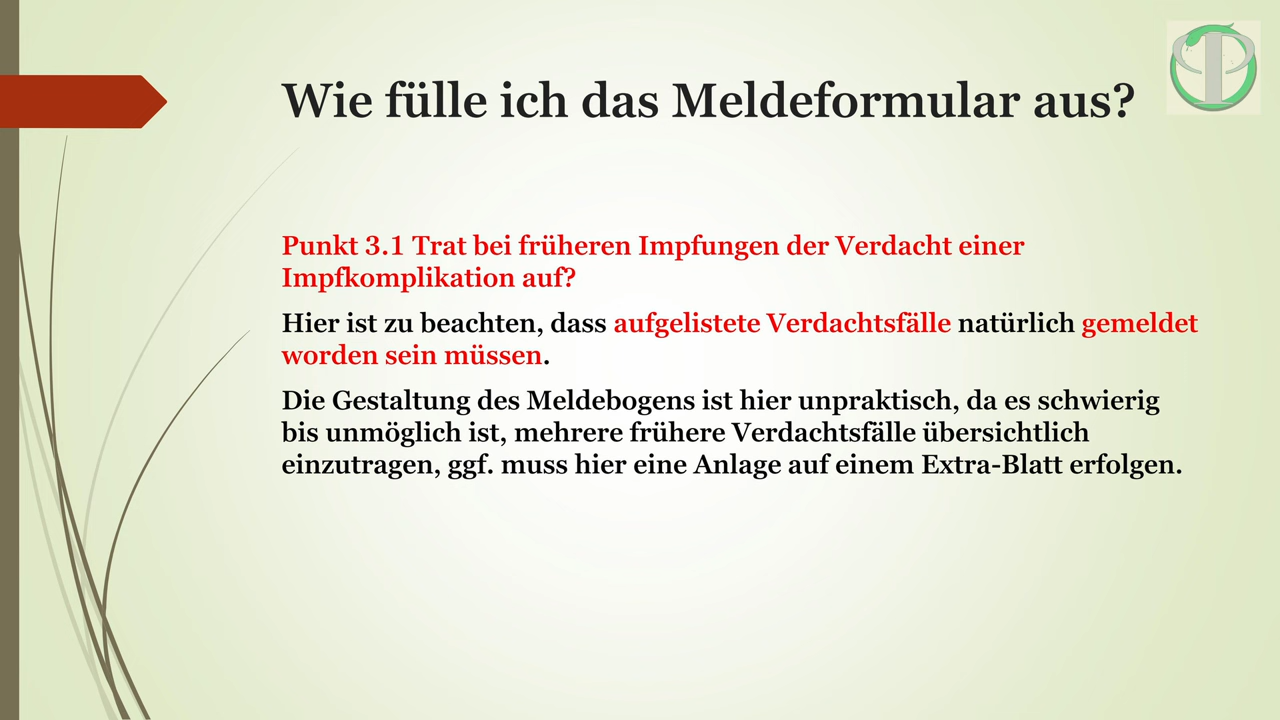 Wie fülle ich das Meldeformular aus?
Punkt 3.1 Trat bei früheren Impfungen der Verdacht einer
Impfkomplikation auf?
Hier ist zu beachten, dass aufgelistete Verdachtsfälle natürlich gemeldet
worden sein müssen.
Die Gestaltung des Meldebogens ist hier unpraktisch, da es schwierig
bis unmöglich ist, mehrere frühere Verdachtsfälle übersichtlich
einzutragen, ggf. muss hier eine Anlage auf einem Extra-Blatt erfolgen.